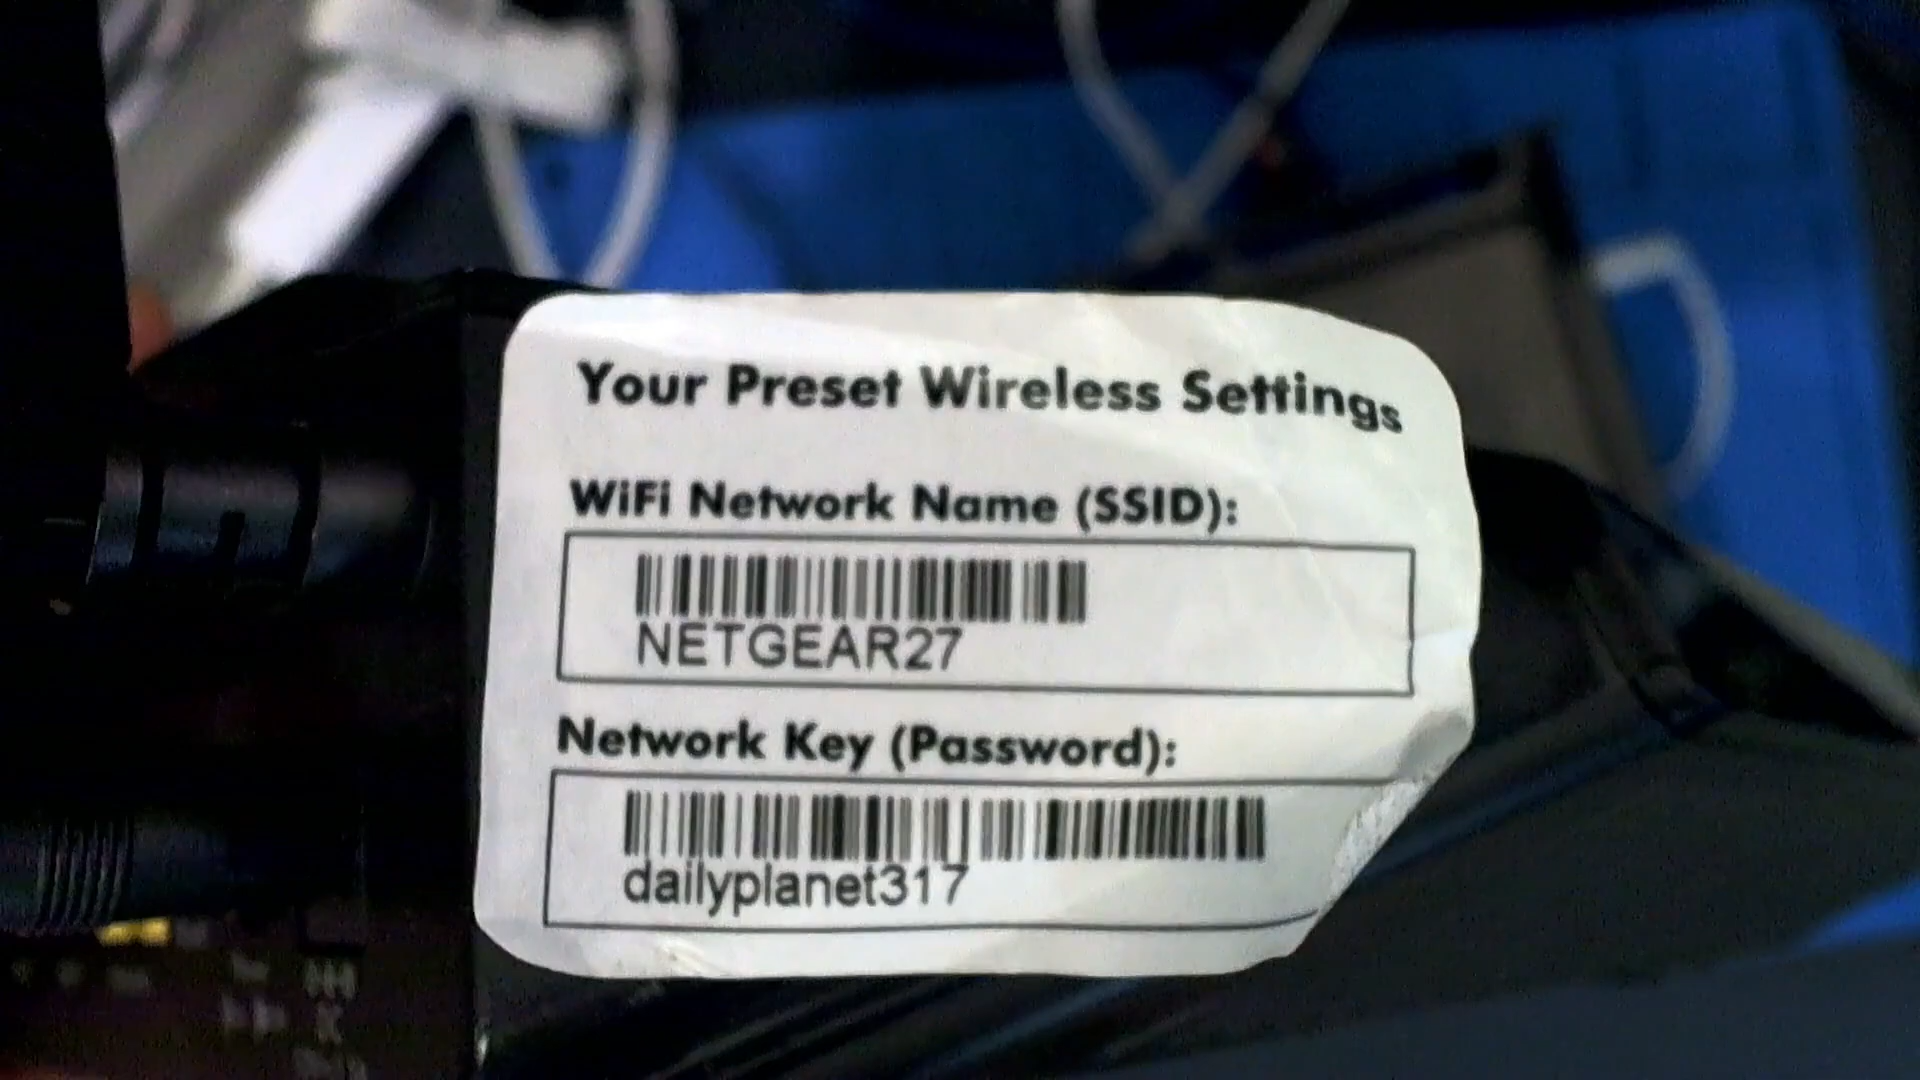 Your Preset Wireless Settings
WiFi Network Name (SSID):
NETGEAR27
Network Key (Password):
dailyplanet317